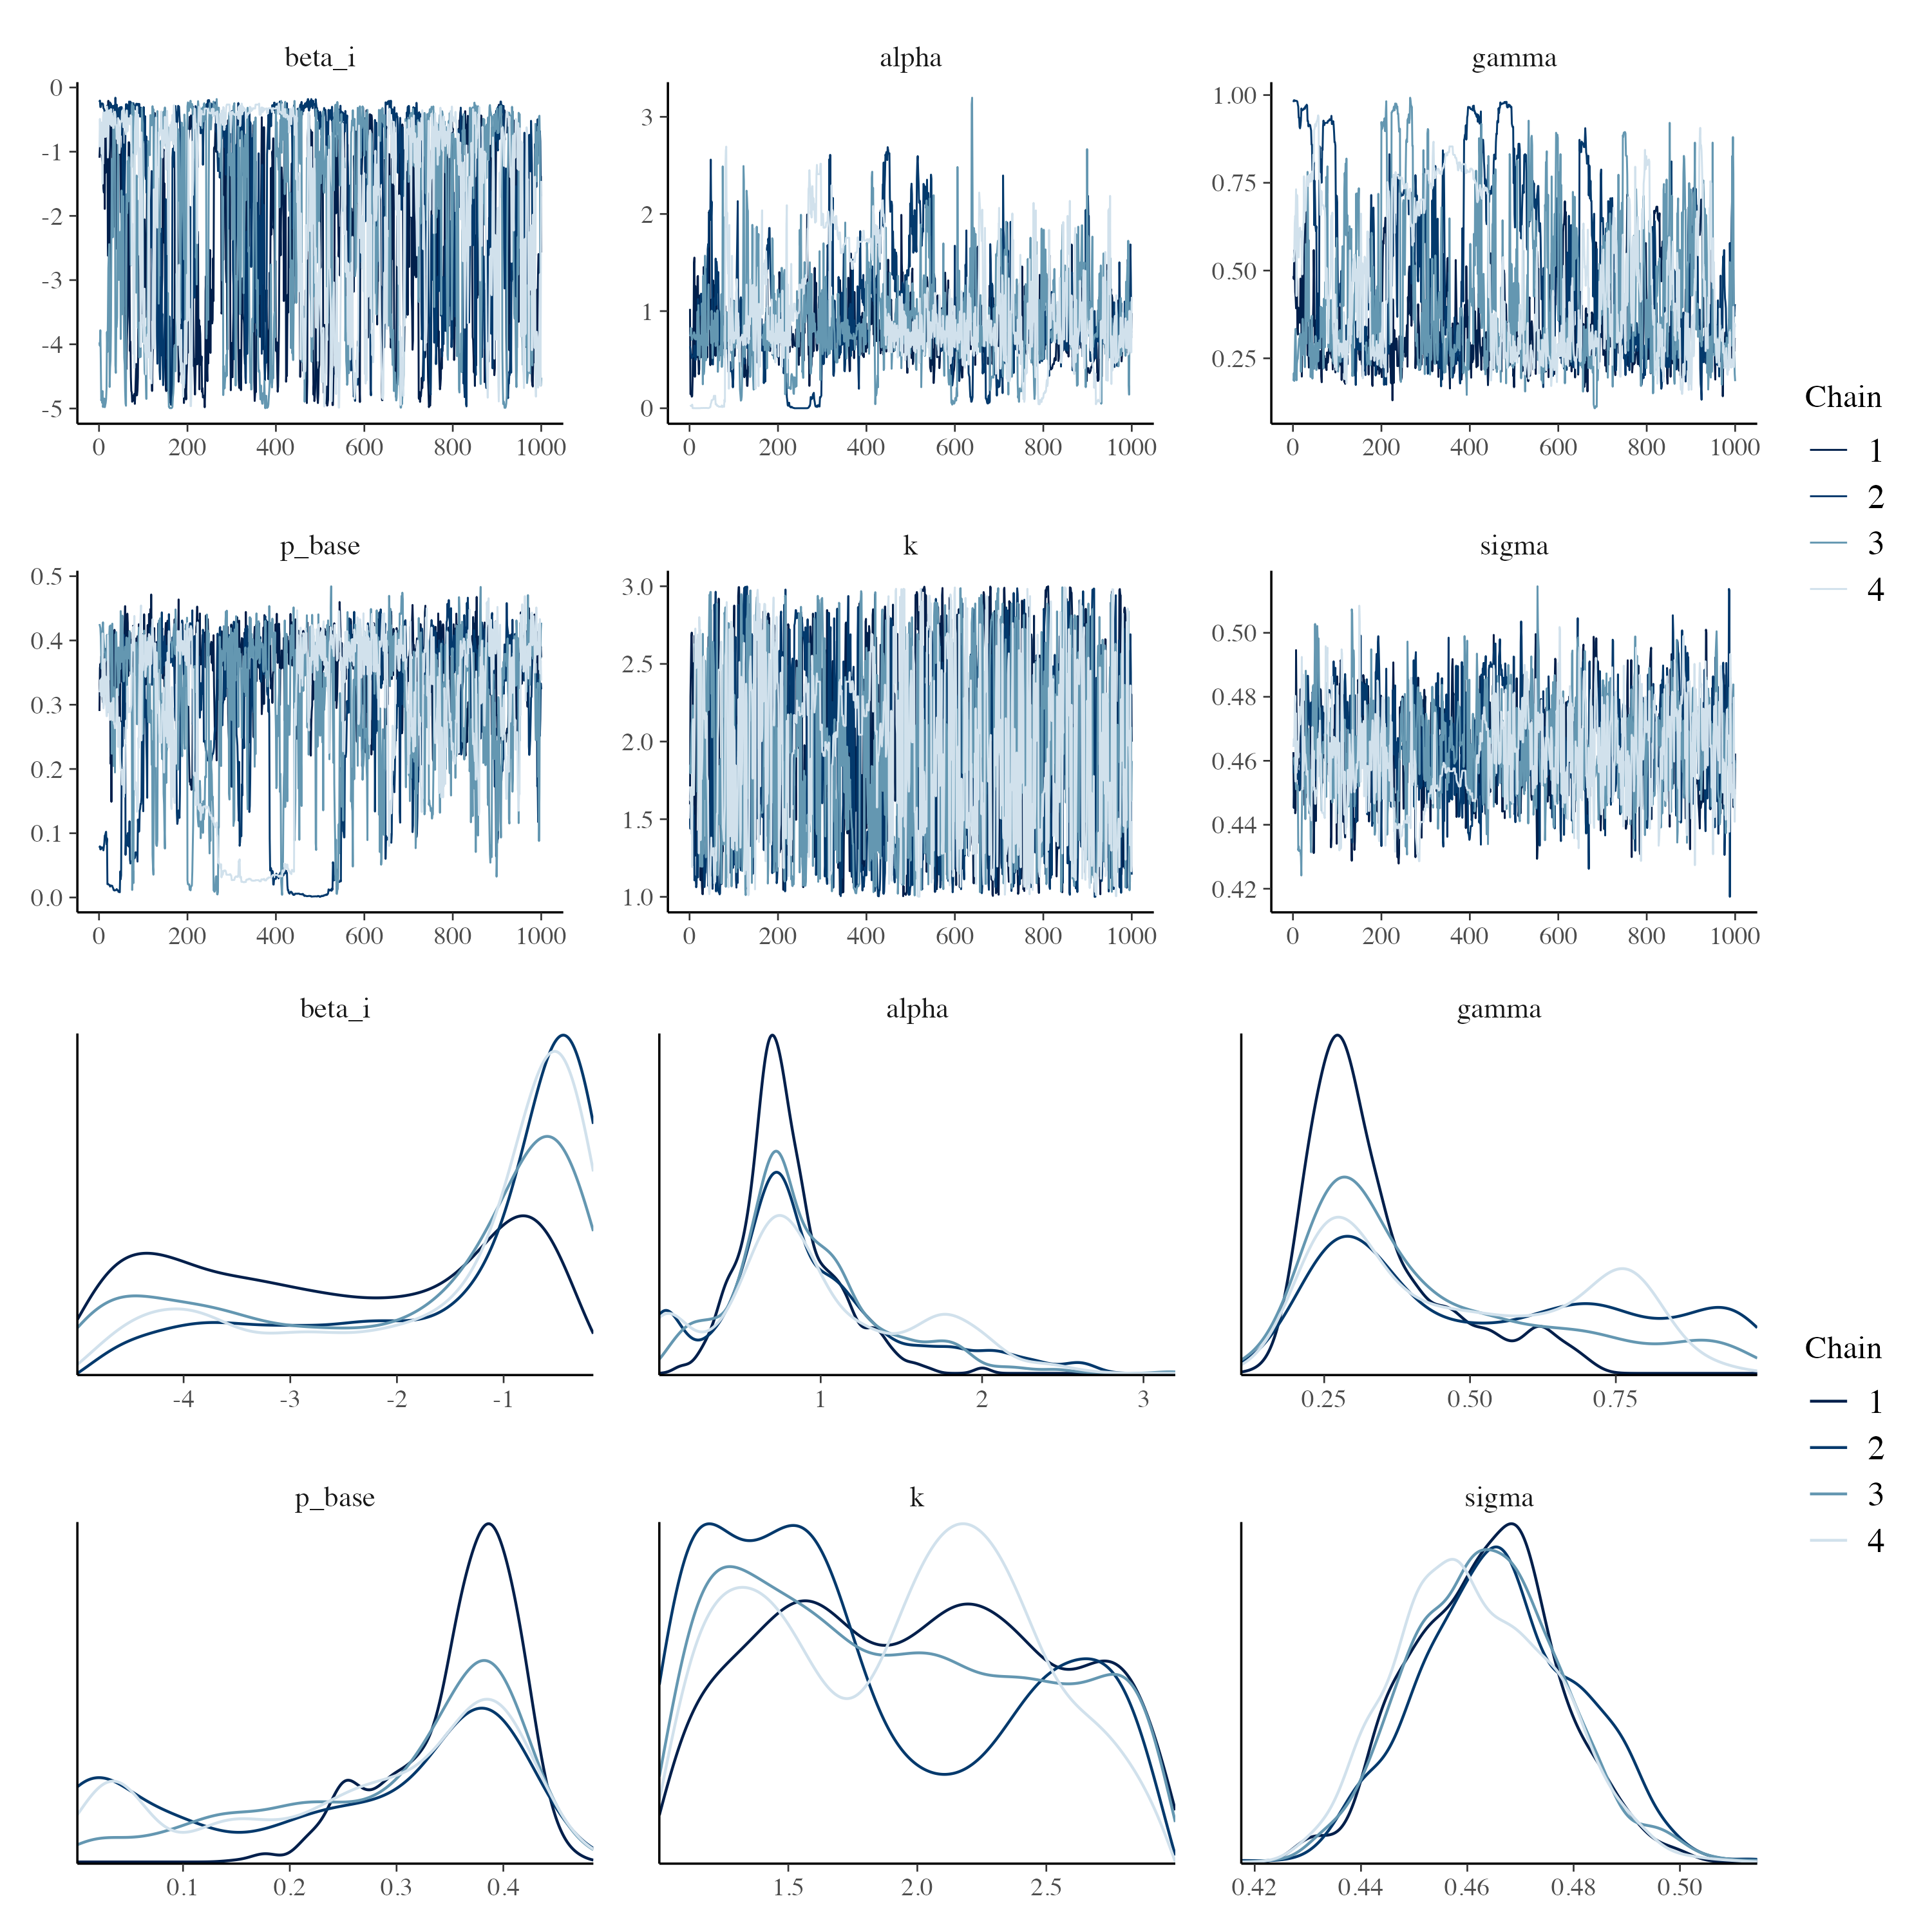 beta_i alpha gamma
0 -1 -2 -3 -4 -5
3 2 1 0
1.00 0.75 0.50 0.25
0 200 400 600 800 1000 0 200 400 600 800 1000 0 200 400 600 800 1000
Chain
1
2
3
4
p_base k sigma
0.5 0.4 0.3 0.2 0.1 0.0
3.0 2.5 2.0 1.5 1.0
0.50 0.48 0.46 0.44 0.42
0 200 400 600 800 1000 0 200 400 600 800 1000 0 200 400 600 800 1000
beta_i alpha gamma
-4 -3 -2 -1 1 2 3 0.25 0.50 0.75
Chain
1
2
3
4
p_base k sigma
0.1 0.2 0.3 0.4 1.5 2.0 2.5 0.42 0.44 0.46 0.48 0.50